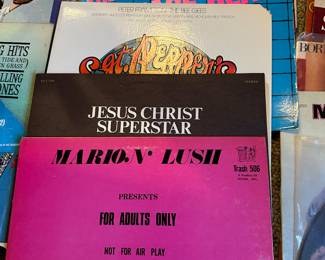 PETER FRAMPTON THE BEE GEES
Sgt. Pepper's
G HITS
TIDE AND
N GRASS)
LLING
ONES
BOR
JESUS CHRIST
SUPERSTAR
MARION' LUSH
Trash 506
PRESENTS
FOR ADULTS ONLY
NOT FOR AIR PLAY